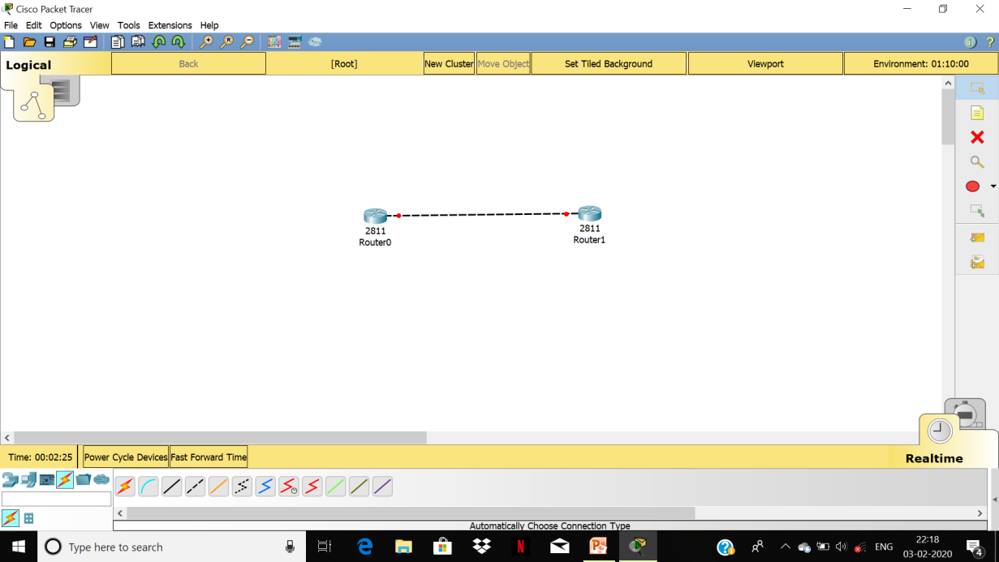 Cisco Packet Tracer
File Edit Options View Tools Extensions Help
Logical Back [Root] New Cluster Move Object Set Tiled Background Viewport Environment: 01:10:00
2811
Router0
2811
Router1
Time: 00:02:25 Power Cycle Devices Fast Forward Time
Realtime
Automatically Choose Connection Type
Type here to search
ENG
22:18
03-02-2020
4